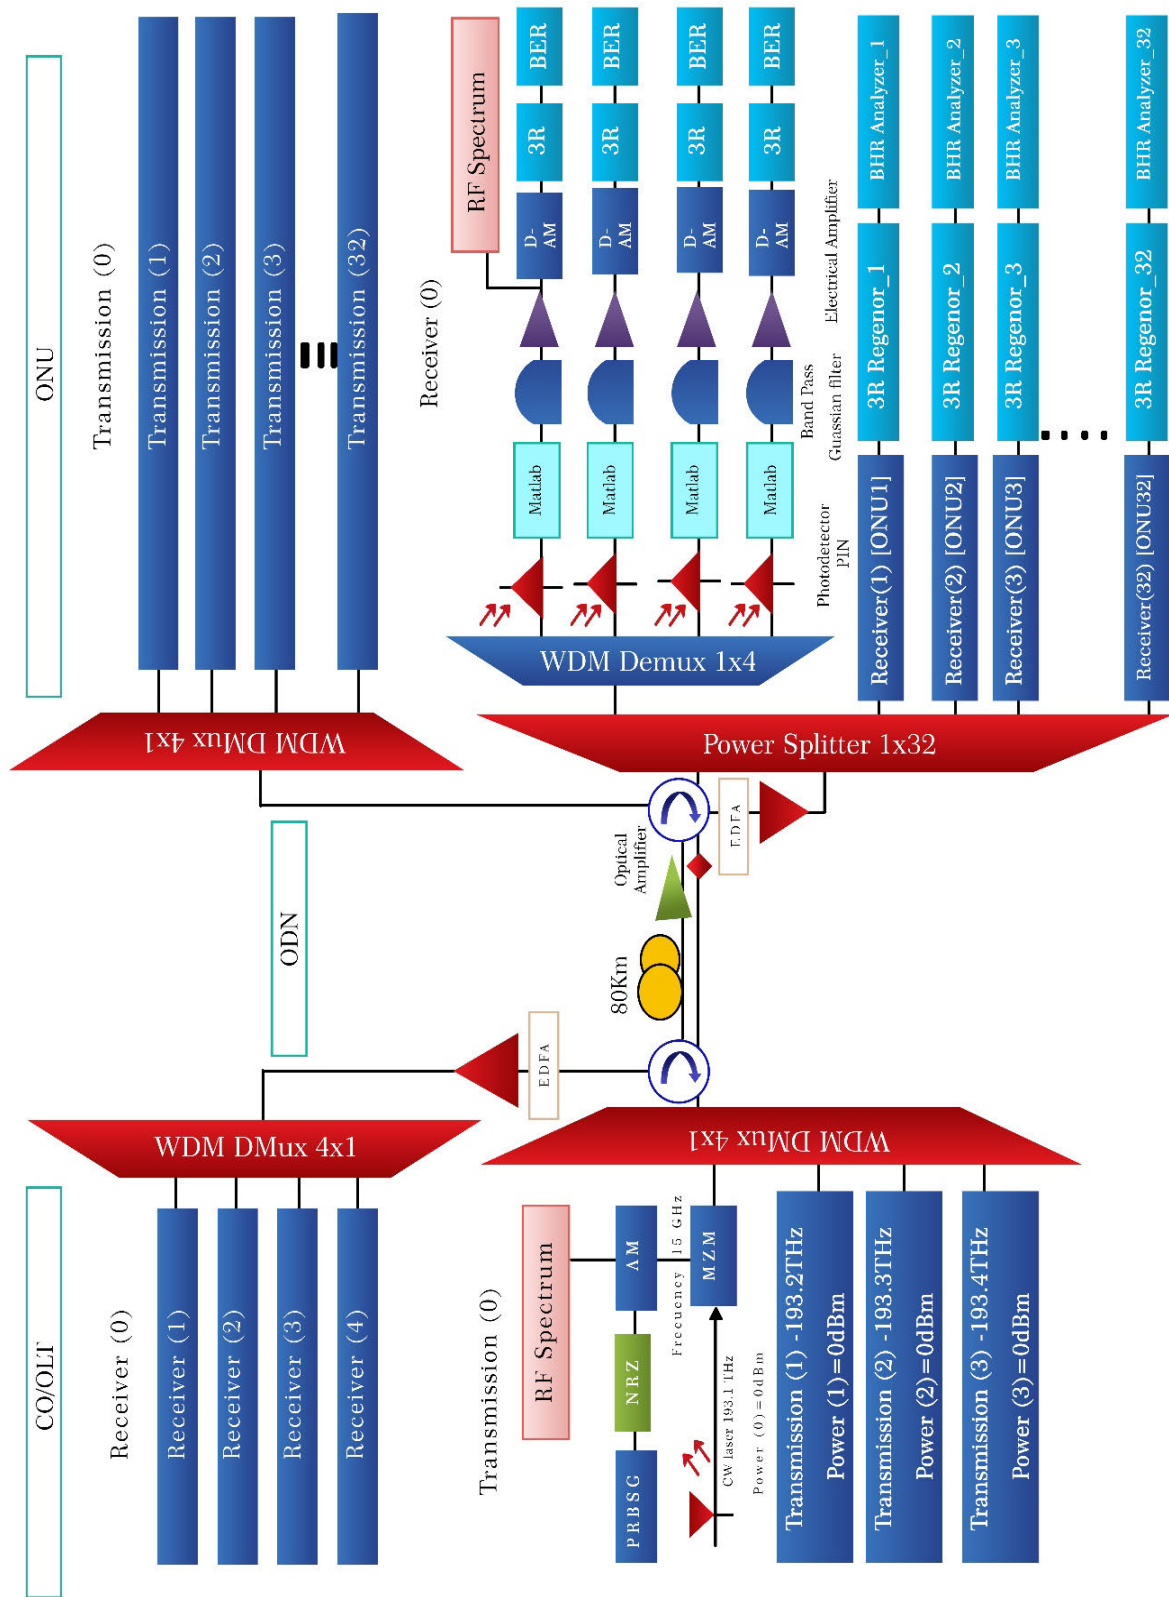 CO/OLT
ODN
ONU
Receiver (0)
Receiver (1)
Receiver (2)
Receiver (3)
Receiver (4)
WDM DMux 4x1
EDFA
Transmission (0)
Transmission (1)
Transmission (2)
Transmission (3)
Transmission (32)
WDM DMux 4x1
Transmission (0)
RF Spectrum
PRBSG
NRZ
AM
Frecuency 15 GHz
MZM
CW laser 193.1 THz
Power (0)=0dBm
Transmission (1) -193.2THz
Power (1)=0dBm
Transmission (2) -193.3THz
Power (2)=0dBm
Transmission (3) -193.4THz
Power (3)=0dBm
WDM DMux 4x1
80Km
Optical
Amplifier
EDFA
Power Splitter 1x32
WDM Demux 1x4
Receiver (0)
RF Spectrum
Matlab
D-
AM
3R
BER
Matlab
D-
AM
3R
BER
Matlab
D-
AM
3R
BER
Matlab
D-
AM
3R
BER
Photodetector
PIN
Band Pass
Guassian filter
Electrical Amplifier
Receiver(1) [ONU1]
3R Regenor_1
BHR Analyzer_1
Receiver(2) [ONU2]
3R Regenor_2
BHR Analyzer_2
Receiver(3) [ONU3]
3R Regenor_3
BHR Analyzer_3
Receiver(32) [ONU32]
3R Regenor_32
BHR Analyzer_32